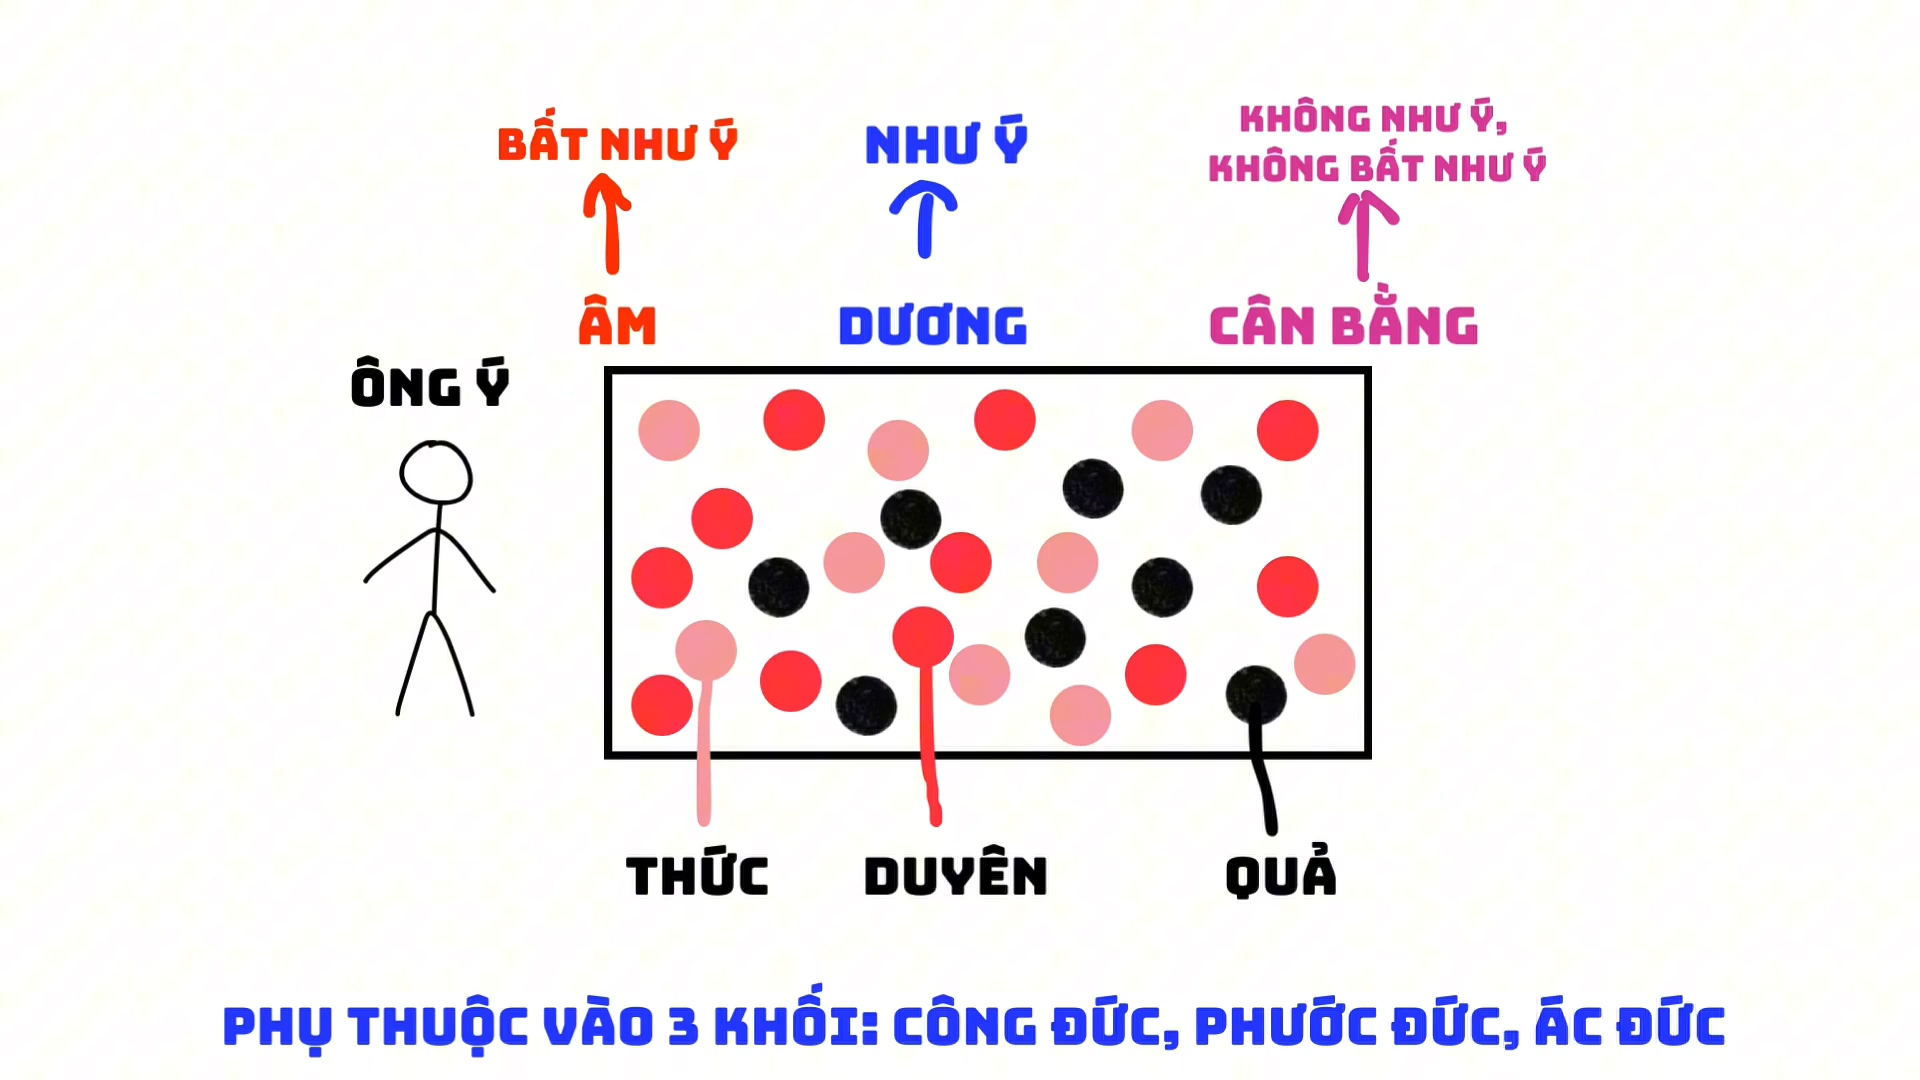 BẤT NHƯ Ý
NHƯ Ý
KHÔNG NHƯ Ý,
KHÔNG BẤT NHƯ Ý
ÂM
DƯƠNG
CÂN BẰNG
ÔNG Ý
THỨC
DUYÊN
QUẢ
PHỤ THUỘC VÀO 3 KHỐI: CÔNG ĐỨC, PHƯỚC ĐỨC, ÁC ĐỨC